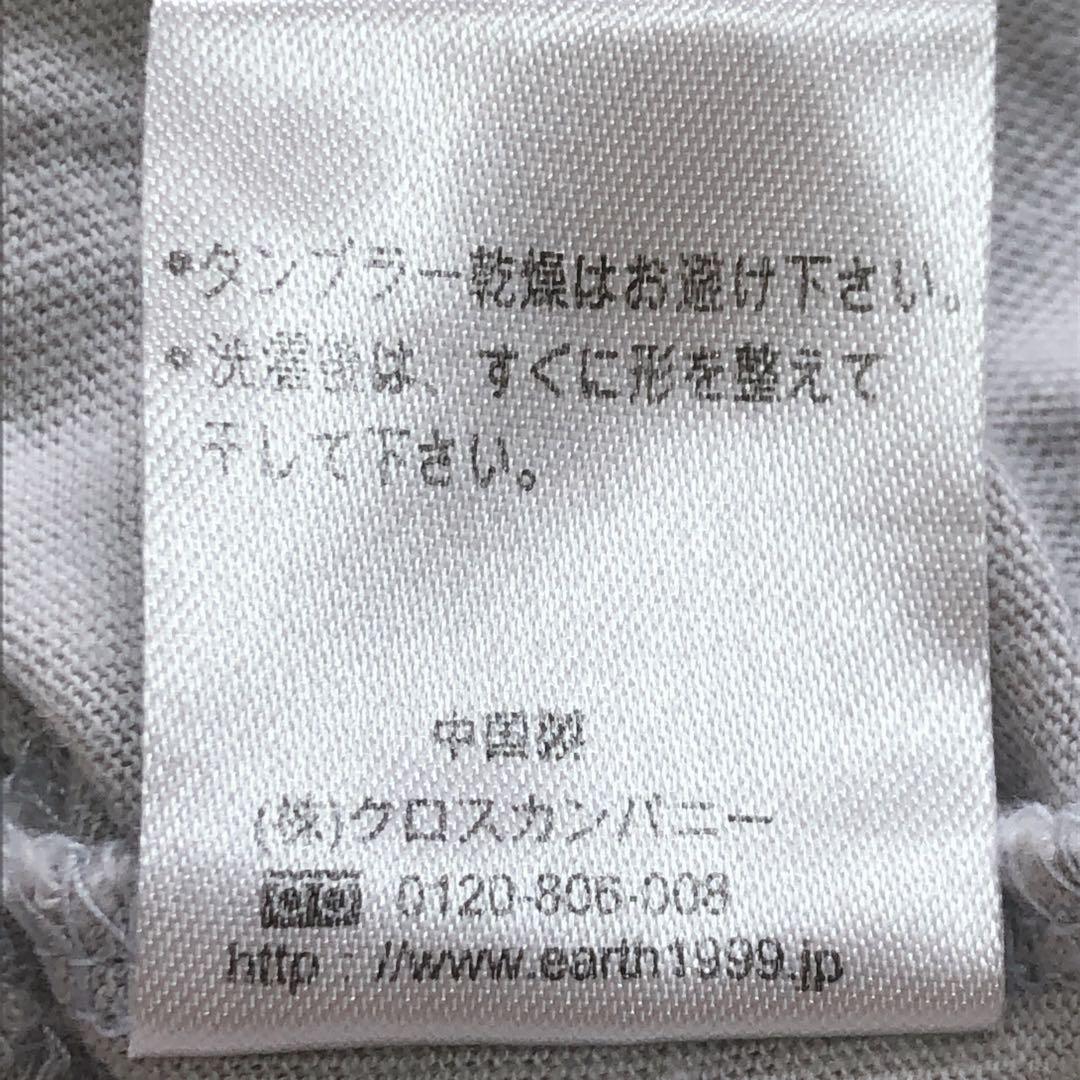 •タンブラー乾燥はお避け下さい。
•洗濯後は、すぐに形を整えて
干して下さい。
中国製
(株)クロスカンパニー
0120-806-008
http://www.earth1999.jp